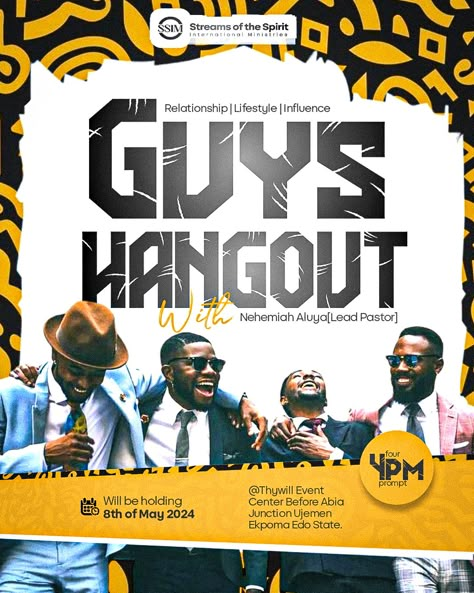 SSIM
Streams of the Spirit
International Ministries
Relationship | Lifestyle | Influence
GUYS
HANGOUT
With Nehemiah Aluya[Lead Pastor]
four
4PM
prompt
Will be holding
8th of May 2024
@Thywill Event
Center Before Abia
Junction Ujemen
Ekpoma Edo State.